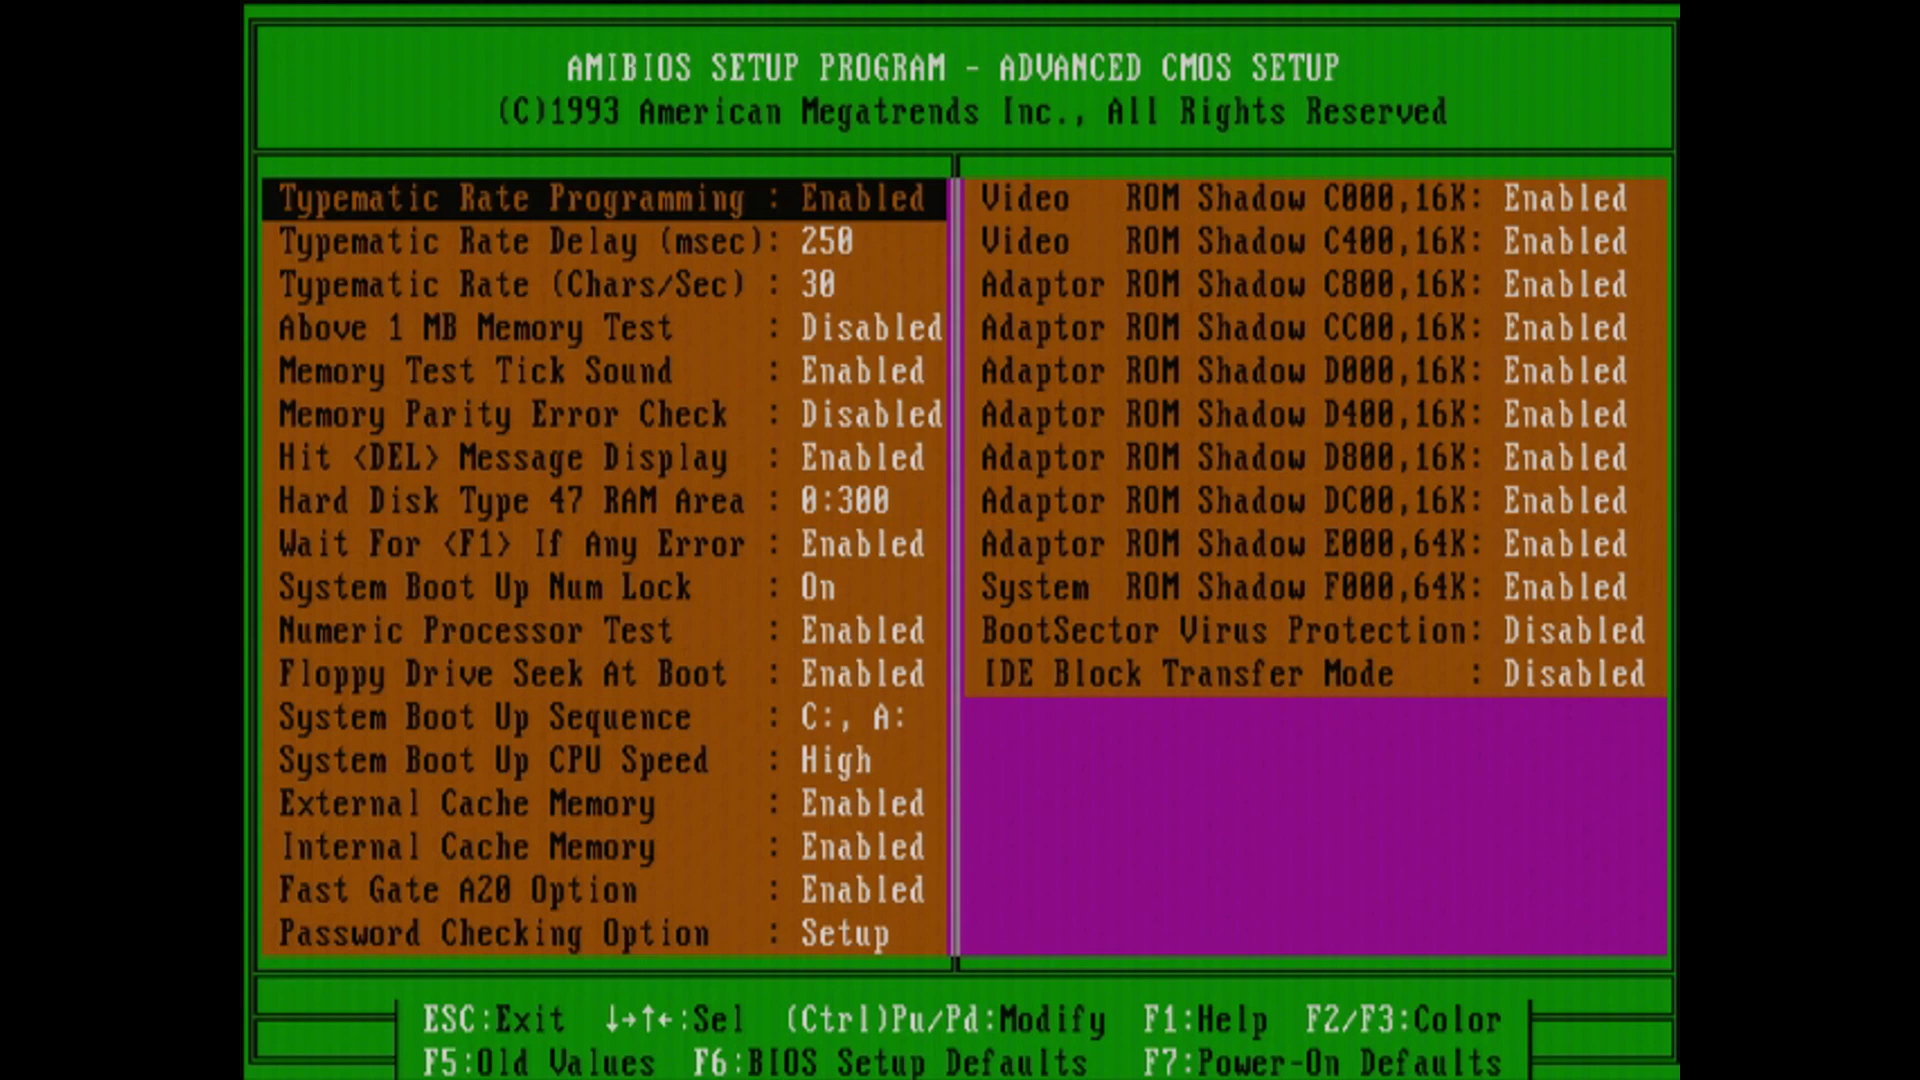 AMIBIOS SETUP PROGRAM - ADVANCED CMOS SETUP
(C)1993 American Megatrends Inc., All Rights Reserved
Typematic Rate Programming : Enabled
Typematic Rate Delay (msec): 250
Typematic Rate (Chars/Sec) : 30
Above 1 MB Memory Test : Disabled
Memory Test Tick Sound : Enabled
Memory Parity Error Check : Disabled
Hit <DEL> Message Display : Enabled
Hard Disk Type 47 RAM Area : 0:300
Wait For <F1> If Any Error : Enabled
System Boot Up Num Lock : On
Numeric Processor Test : Enabled
Floppy Drive Seek At Boot : Enabled
System Boot Up Sequence : C:, A:
System Boot Up CPU Speed : High
External Cache Memory : Enabled
Internal Cache Memory : Enabled
Fast Gate A20 Option : Enabled
Password Checking Option : Setup
Video ROM Shadow C000,16K: Enabled
Video ROM Shadow C400,16K: Enabled
Adaptor ROM Shadow C800,16K: Enabled
Adaptor ROM Shadow CC00,16K: Enabled
Adaptor ROM Shadow D000,16K: Enabled
Adaptor ROM Shadow D400,16K: Enabled
Adaptor ROM Shadow D800,16K: Enabled
Adaptor ROM Shadow DC00,16K: Enabled
Adaptor ROM Shadow E000,64K: Enabled
System ROM Shadow F000,64K: Enabled
BootSector Virus Protection: Disabled
IDE Block Transfer Mode : Disabled
ESC:Exit ↓→↑←:Sel (Ctrl)Pu/Pd:Modify F1:Help F2/F3:Color
F5:Old Values F6:BIOS Setup Defaults F7:Power-On Defaults